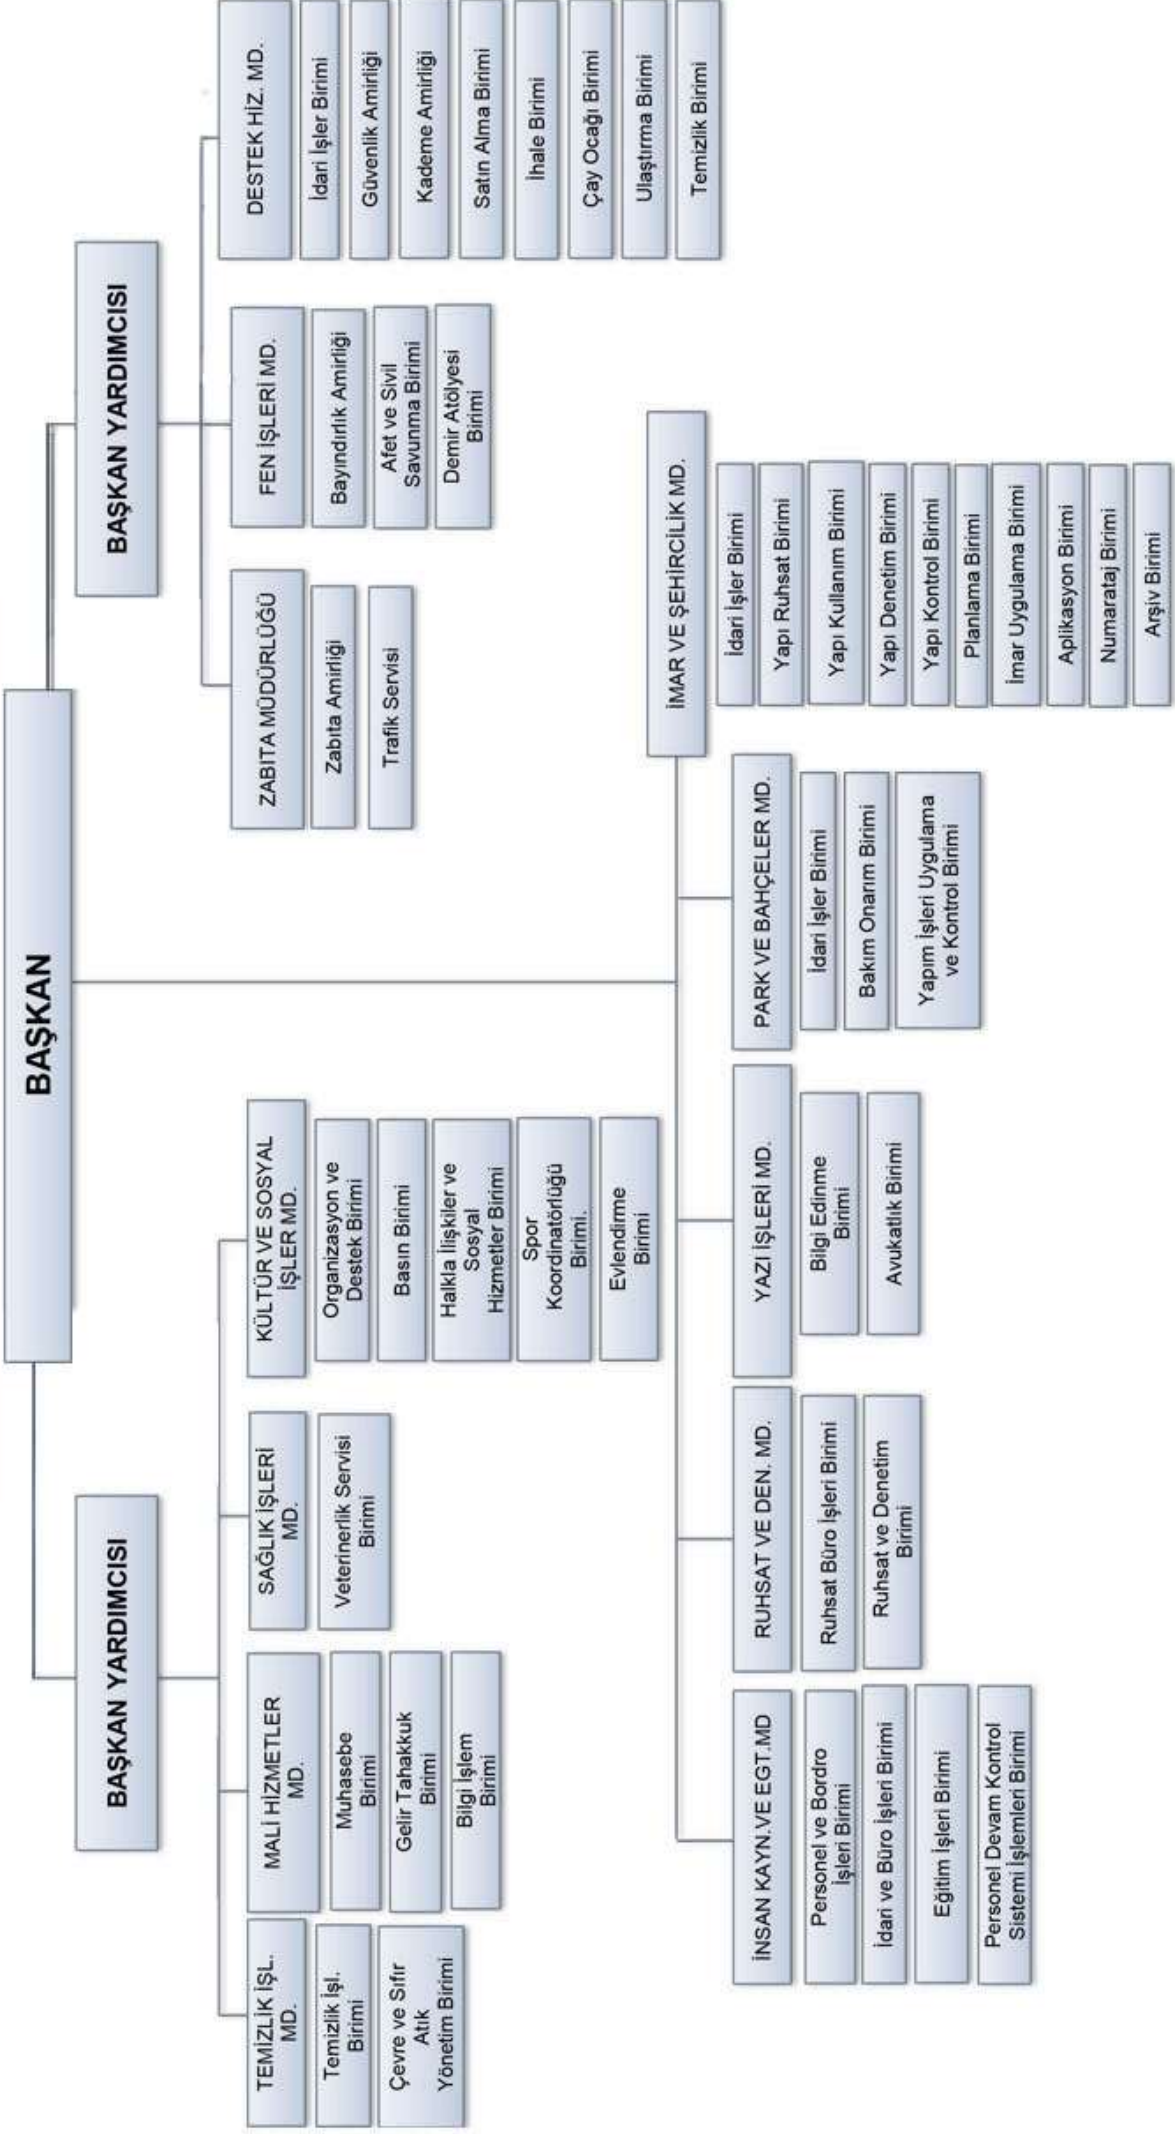 BAŞKAN
BAŞKAN YARDIMCISI
TEMİZLİK İŞL.
MD.
Temizlik İşl.
Birimi
Çevre ve Sıfır
Atık
Yönetim Birimi
MALİ HİZMETLER
MD.
Muhasebe
Birimi
Gelir Tahakkuk
Birimi
Bilgi İşlem
Birimi
SAĞLIK İŞLERİ
MD.
Veterinerlik Servisi
Birimi
KÜLTÜR VE SOSYAL
İŞLER MD.
Organizasyon ve
Destek Birimi
Basın Birimi
Halkla İlişkiler ve
Sosyal
Hizmetler Birimi
Spor
Koordinatörlüğü
Birimi.
Evlendirme
Birimi
BAŞKAN YARDIMCISI
ZABITA MÜDÜRLÜĞÜ
Zabıta Amirliği
Trafik Servisi
FEN İŞLERİ MD.
Bayındırlık Amirliği
Afet ve Sivil
Savunma Birimi
Demir Atölyesi
Birimi
DESTEK HİZ. MD.
İdari İşler Birimi
Güvenlik Amirliği
Kademe Amirliği
Satın Alma Birimi
İhale Birimi
Çay Ocağı Birimi
Ulaştırma Birimi
Temizlik Birimi
İNSAN KAYN.VE EGT.MD
Personel ve Bordro
İşleri Birimi
İdari ve Büro İşleri Birimi
Eğitim İşleri Birimi
Personel Devam Kontrol
Sistemi İşlemleri Birimi
RUHSAT VE DEN. MD.
Ruhsat Büro İşleri Birimi
Ruhsat ve Denetim
Birimi
YAZI İŞLERİ MD.
Bilgi Edinme
Birimi
Avukatlık Birimi
PARK VE BAHÇELER MD.
İdari İşler Birimi
Bakım Onarım Birimi
Yapım İşleri Uygulama
ve Kontrol Birimi
İMAR VE ŞEHİRCİLİK MD.
İdari İşler Birimi
Yapı Ruhsat Birimi
Yapı Kullanım Birimi
Yapı Denetim Birimi
Yapı Kontrol Birimi
Planlama Birimi
İmar Uygulama Birimi
Aplikasyon Birimi
Numarataj Birimi
Arşiv Birimi